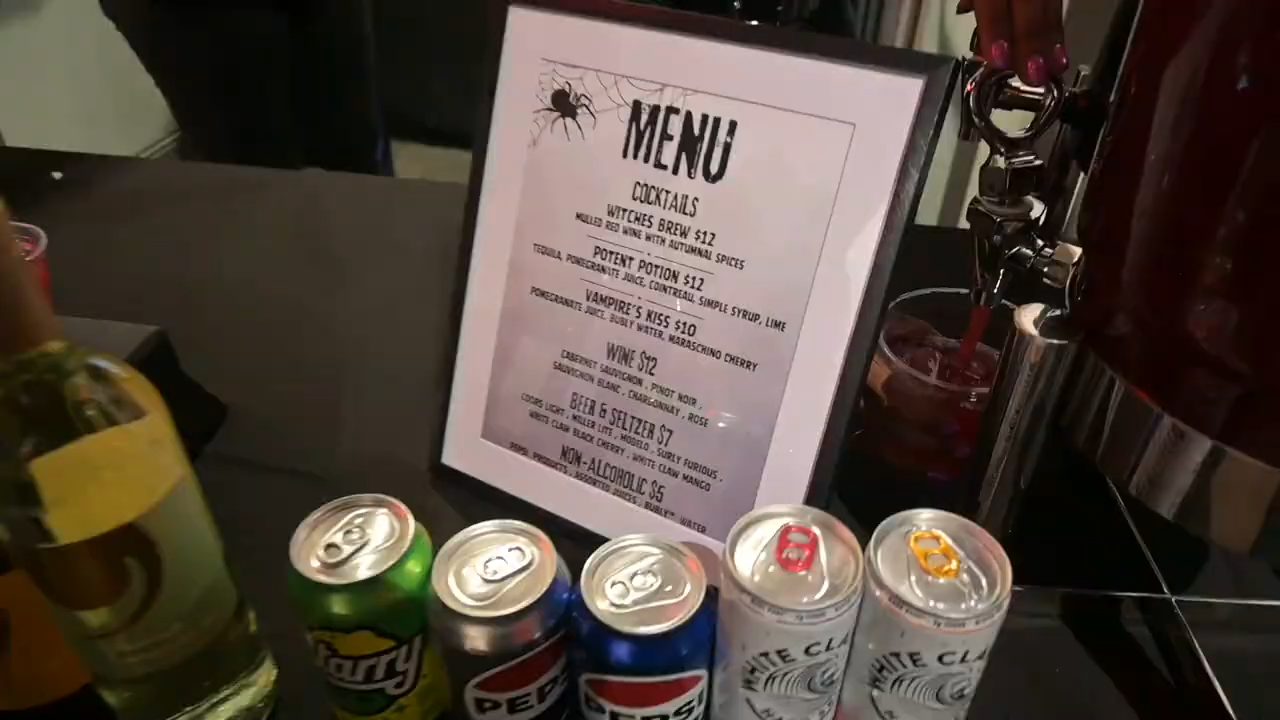 MENU
COCKTAILS
WITCHES BREW $12
MULLED RED WINE WITH AUTUMNAL SPICES
POTENT POTION $12
TEQUILA, POMEGRANATE JUICE, COINTREAU, SIMPLE SYRUP, LIME
VAMPIRE'S KISS $10
POMEGRANATE JUICE, BUBLY WATER, MARASCHINO CHERRY
WINE $12
CABERNET SAUVIGNON, PINOT NOIR,
SAUVIGNON BLANC, CHARDONNAY, ROSE
BEER & SELTZER $7
COORS LIGHT, MILLER LITE, MODELO, SURLY FURIOUS,
WHITE CLAW BLACK CHERRY, WHITE CLAW MANGO
NON-ALCOHOLIC $5
PEPSI PRODUCTS, ASSORTED JUICES, BUBLY™ WATER
Starry
PEPSI
PEPSI
WHITE CLA
WHITE CLA